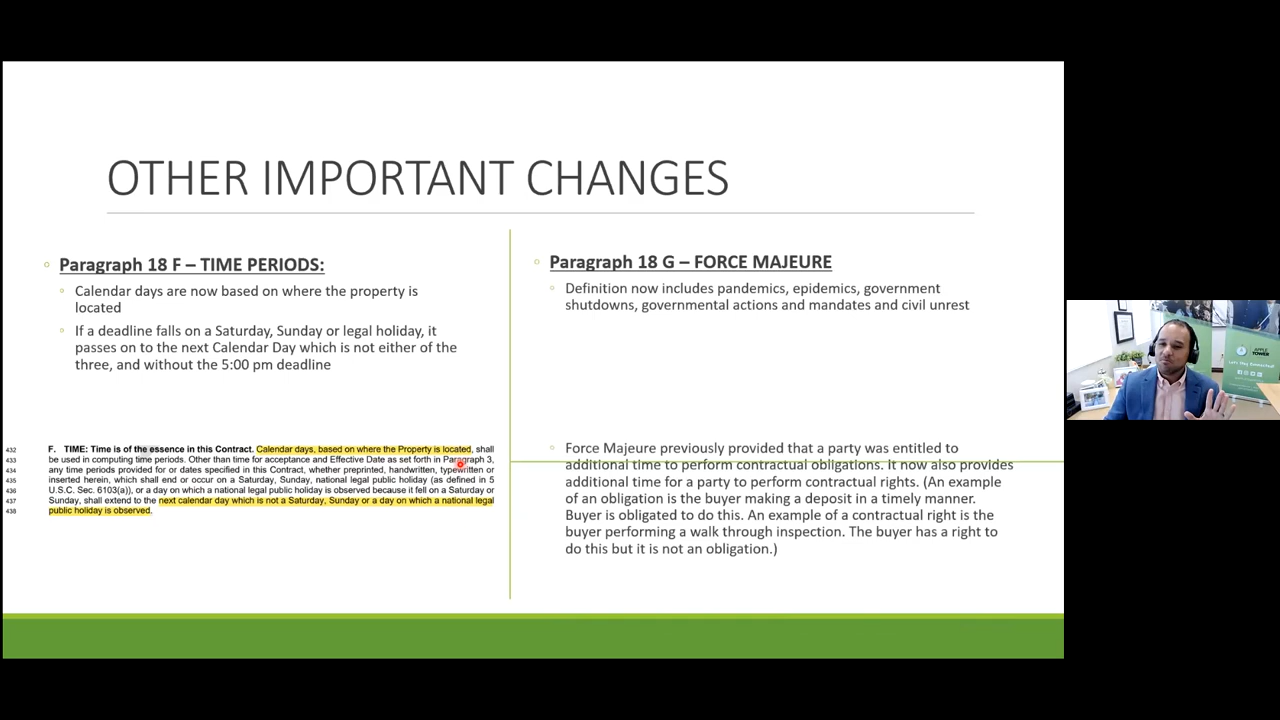 OTHER IMPORTANT CHANGES
Paragraph 18 F – TIME PERIODS:
Calendar days are now based on where the property is
located
If a deadline falls on a Saturday, Sunday or legal holiday, it
passes on to the next Calendar Day which is not either of the
three, and without the 5:00 pm deadline
432 F. TIME: Time is of the essence in this Contract. Calendar days, based on where the Property is located, shall
433 be used in computing time periods. Other than time for acceptance and Effective Date as set forth in Paragraph 3,
434 any time periods provided for or dates specified in this Contract, whether preprinted, handwritten, typewritten or
435 inserted herein, which shall end or occur on a Saturday, Sunday, national legal public holiday (as defined in 5
436 U.S.C. Sec. 6103(a)), or a day on which a national legal public holiday is observed because it fell on a Saturday or
437 Sunday, shall extend to the next calendar day which is not a Saturday, Sunday or a day on which a national legal
438 public holiday is observed.
Paragraph 18 G – FORCE MAJEURE
Definition now includes pandemics, epidemics, government
shutdowns, governmental actions and mandates and civil unrest
Force Majeure previously provided that a party was entitled to
additional time to perform contractual obligations. It now also provides
additional time for a party to perform contractual rights. (An example
of an obligation is the buyer making a deposit in a timely manner.
Buyer is obligated to do this. An example of a contractual right is the
buyer performing a walk through inspection. The buyer has a right to
do this but it is not an obligation.)
APPLE
TOWER